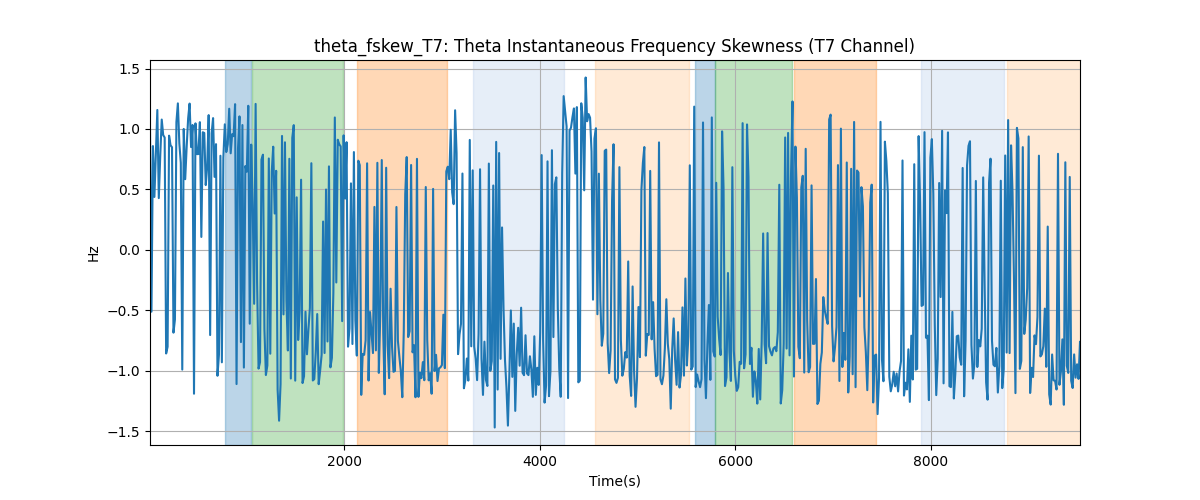 theta_fskew_T7: Theta Instantaneous Frequency Skewness (T7 Channel)
1.5
1.0
0.5
0.0
−0.5
−1.0
−1.5
Hz
2000 4000 6000 8000
Time(s)